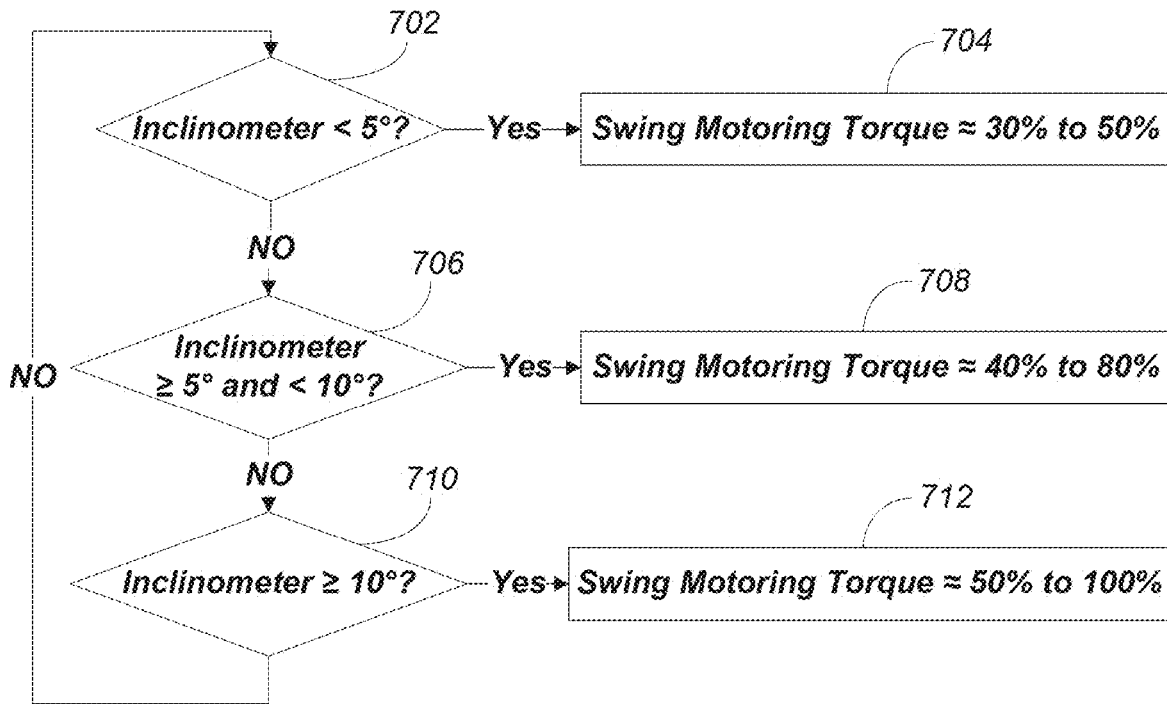 702
704
Inclinometer < 5°?
Yes
Swing Motoring Torque ≈ 30% to 50%
NO
706
708
Inclinometer
≥ 5° and < 10°?
Yes
Swing Motoring Torque ≈ 40% to 80%
NO
NO
710
712
Inclinometer ≥ 10°?
Yes
Swing Motoring Torque ≈ 50% to 100%